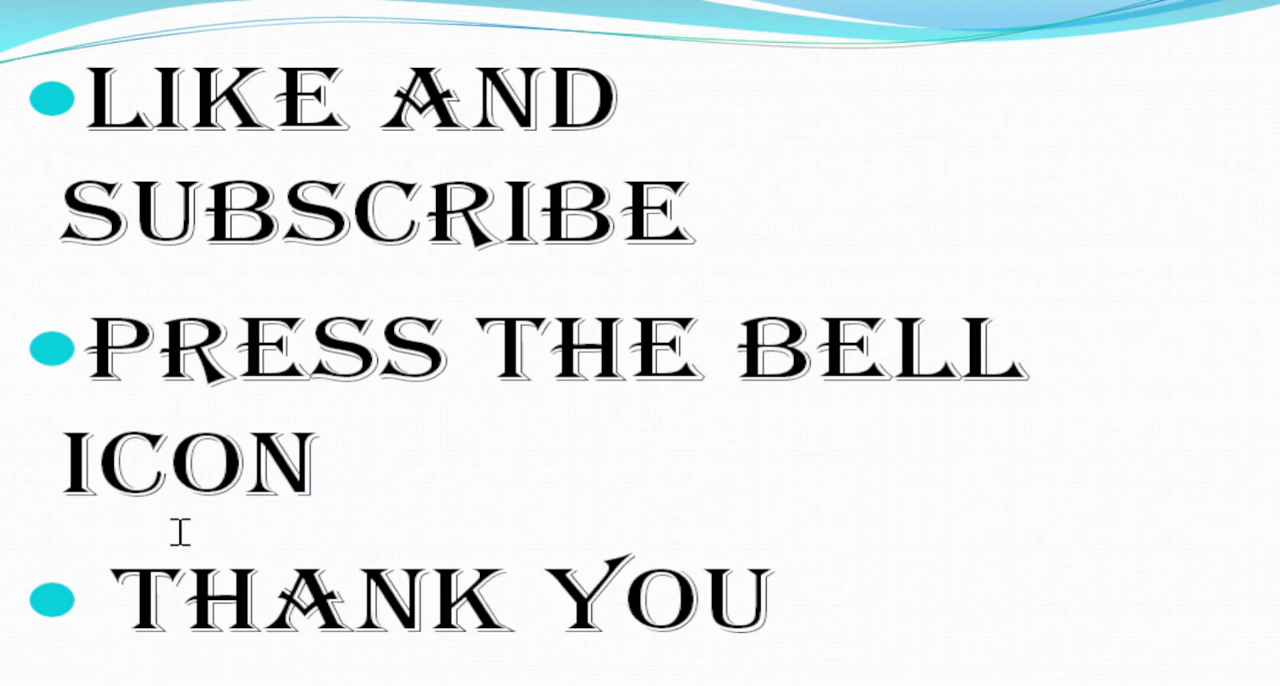 LIKE AND
SUBSCRIBE
PRESS THE BELL
ICON
THANK YOU